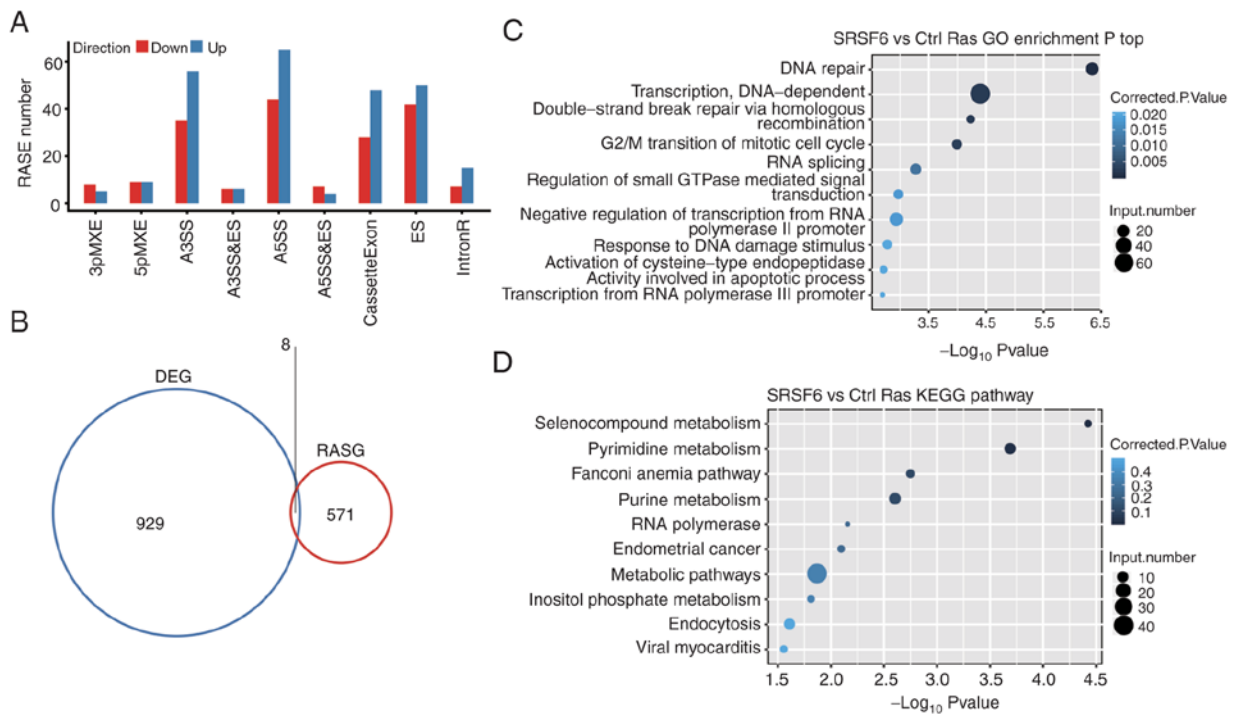 A
Direction Down Up
RASE number
60
40
20
0
3pMXE
5pMXE
A3SS
A3SS&ES
A5SS
A5SS&ES
CassetteExon
ES
IntronR
B
DEG
8
RASG
929
571
C
SRSF6 vs Ctrl Ras GO enrichment P top
DNA repair
Transcription, DNA−dependent
Double−strand break repair via homologous
recombination
G2/M transition of mitotic cell cycle
RNA splicing
Regulation of small GTPase mediated signal
transduction
Negative regulation of transcription from RNA
polymerase II promoter
Response to DNA damage stimulus
Activation of cysteine−type endopeptidase
Activity involved in apoptotic process
Transcription from RNA polymerase III promoter
3.5 4.5 5.5 6.5
−Log10 Pvalue
Corrected.P.Value
0.020
0.015
0.010
0.005
Input.number
20
40
60
D
SRSF6 vs Ctrl Ras KEGG pathway
Selenocompound metabolism
Pyrimidine metabolism
Fanconi anemia pathway
Purine metabolism
RNA polymerase
Endometrial cancer
Metabolic pathways
Inositol phosphate metabolism
Endocytosis
Viral myocarditis
1.5 2.0 2.5 3.0 3.5 4.0 4.5
−Log10 Pvalue
Corrected.P.Value
0.4
0.3
0.2
0.1
Input.number
10
20
30
40